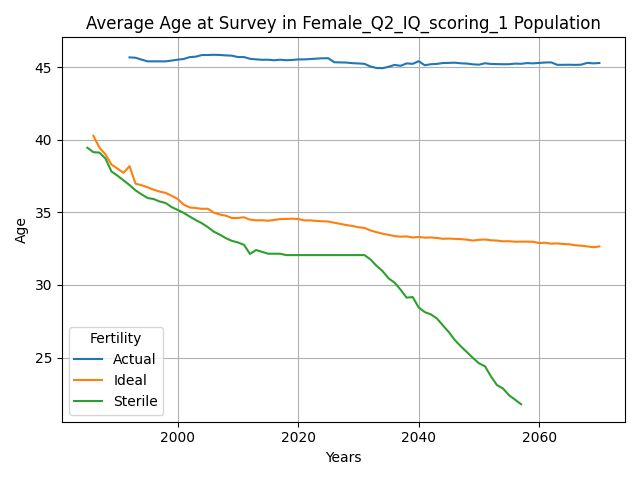 Average Age at Survey in Female_Q2_IQ_scoring_1 Population
Age
45
40
35
30
25
Fertility
Actual
Ideal
Sterile
2000
2020
2040
2060
Years